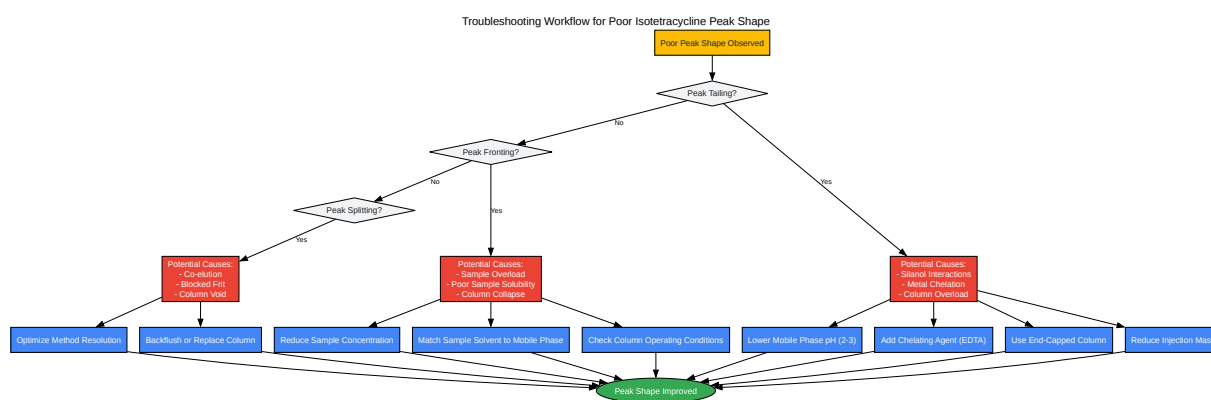 Troubleshooting Workflow for Poor Isotetracycline Peak Shape
Poor Peak Shape Observed
Peak Tailing?
No
Peak Fronting?
No
Yes
Peak Splitting?
Yes
Yes
Potential Causes:
- Co-elution
- Blocked Frit
- Column Void
Potential Causes:
- Sample Overload
- Poor Sample Solubility
- Column Collapse
Potential Causes:
- Silanol Interactions
- Metal Chelation
- Column Overload
Optimize Method Resolution
Backflush or Replace Column
Reduce Sample Concentration
Match Sample Solvent to Mobile Phase
Check Column Operating Conditions
Lower Mobile Phase pH (2-3)
Add Chelating Agent (EDTA)
Use End-Capped Column
Reduce Injection Mas
Peak Shape Improved